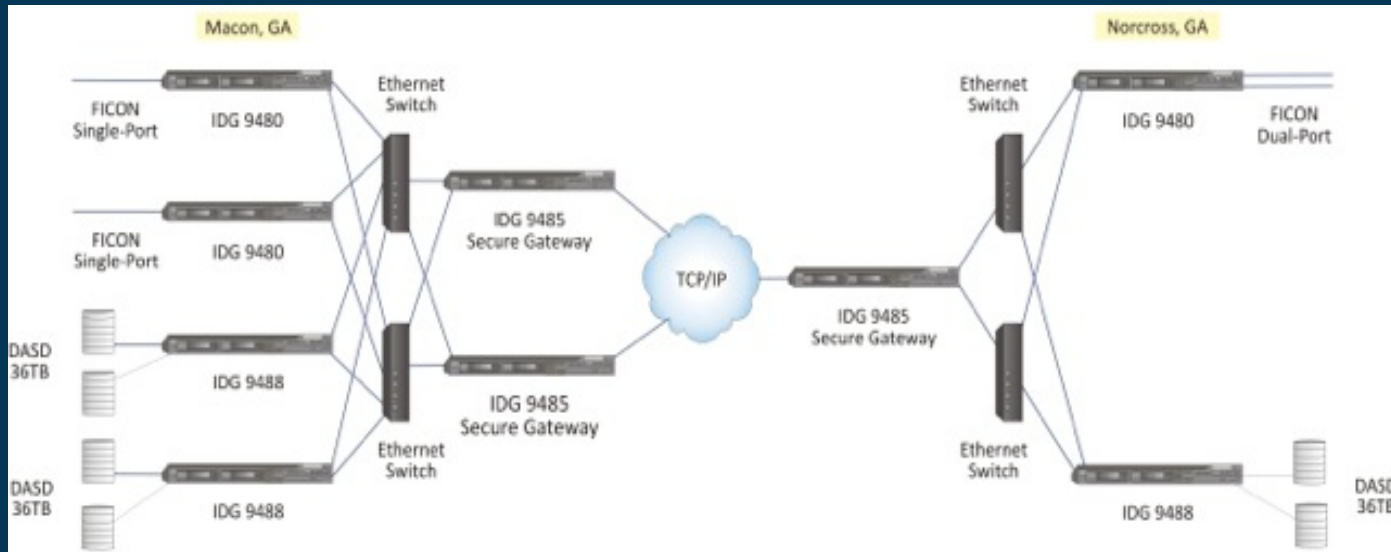 Macon, GA
Norcross, GA
FICON
Single-Port
IDG 9480
Ethernet
Switch
FICON
Single-Port
IDG 9480
IDG 9485
Secure Gateway
DASD
36TB
IDG 9488
IDG 9485
Secure Gateway
Ethernet
Switch
DASD
36TB
IDG 9488
TCP/IP
IDG 9485
Secure Gateway
Ethernet
Switch
IDG 9480
FICON
Dual-Port
Ethernet
Switch
IDG 9488
DASD
36TB